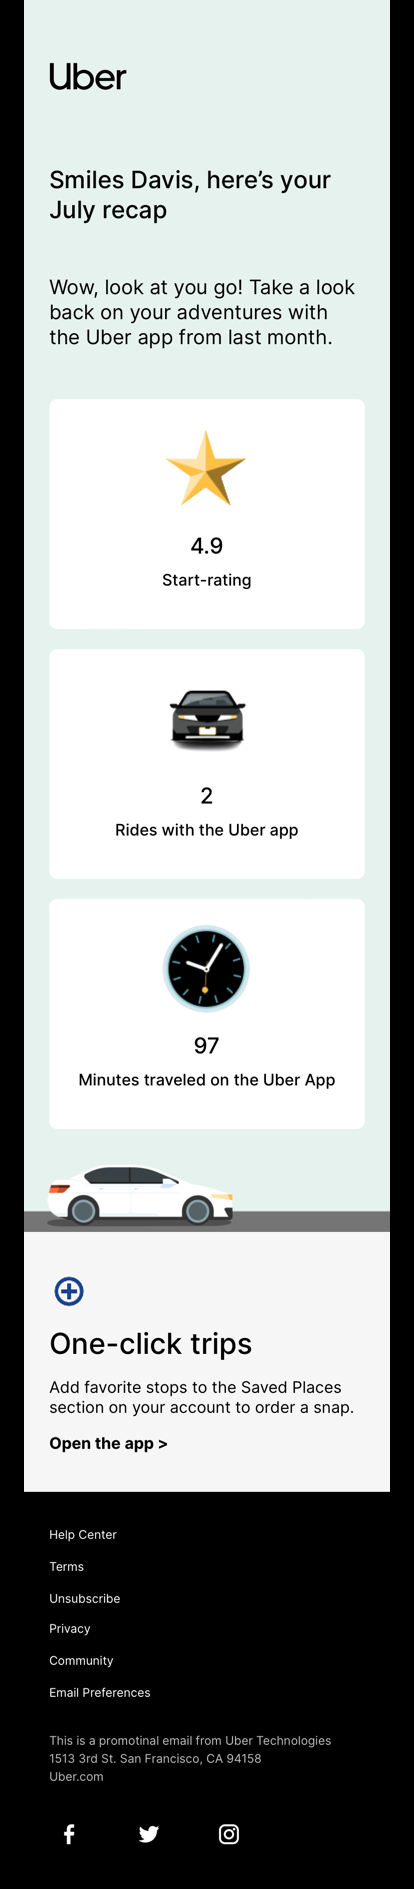 Uber
Smiles Davis, here’s your
July recap
Wow, look at you go! Take a look
back on your adventures with
the Uber app from last month.
4.9
Start-rating
2
Rides with the Uber app
97
Minutes traveled on the Uber App
One-click trips
Add favorite stops to the Saved Places
section on your account to order a snap.
Open the app >
Help Center
Terms
Unsubscribe
Privacy
Community
Email Preferences
This is a promotinal email from Uber Technologies
1513 3rd St. San Francisco, CA 94158
Uber.com